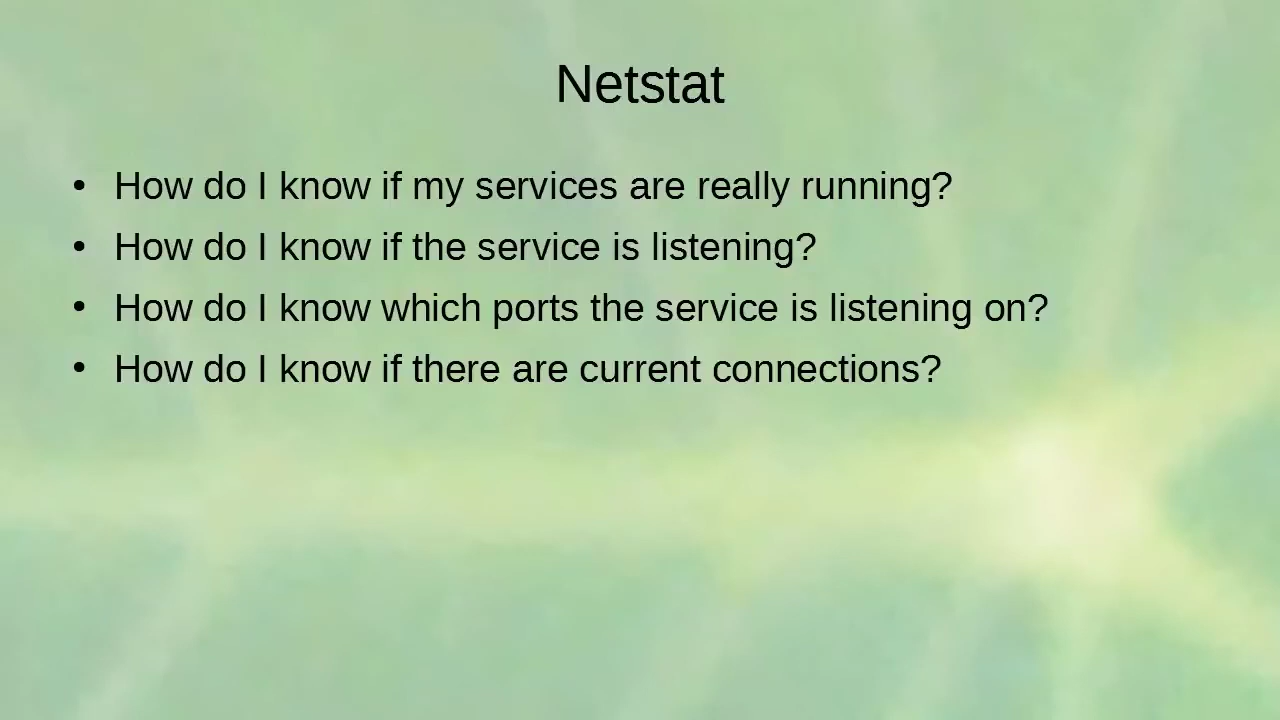 Netstat
• How do I know if my services are really running?
• How do I know if the service is listening?
• How do I know which ports the service is listening on?
• How do I know if there are current connections?